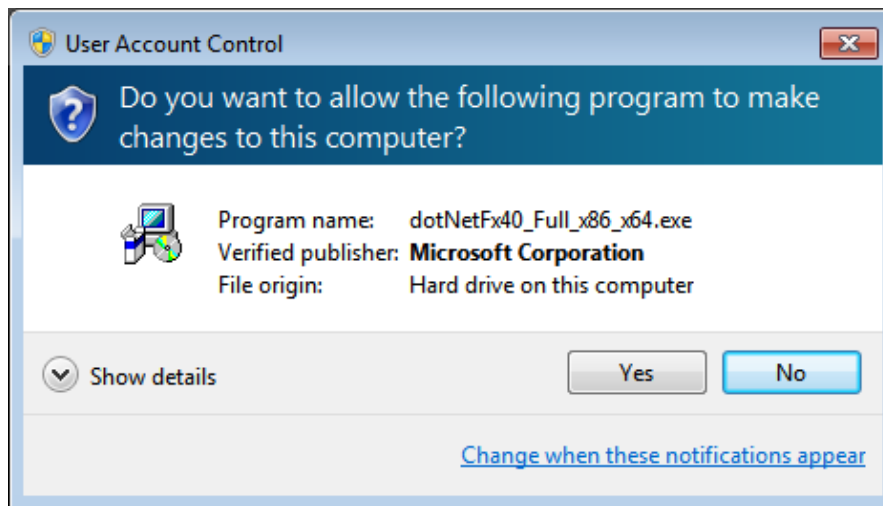 User Account Control
Do you want to allow the following program to make
changes to this computer?
Program name: dotNetFx40_Full_x86_x64.exe
Verified publisher: Microsoft Corporation
File origin: Hard drive on this computer
Show details
Yes
No
Change when these notifications appear